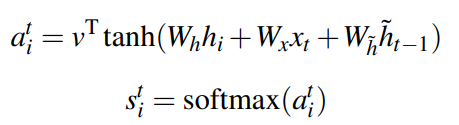 a_i^t = v^T tanh(W_h h_i + W_x x_t + W_{\tilde{h}} \tilde{h}_{t-1})
s_i^t = softmax(a_i^t)